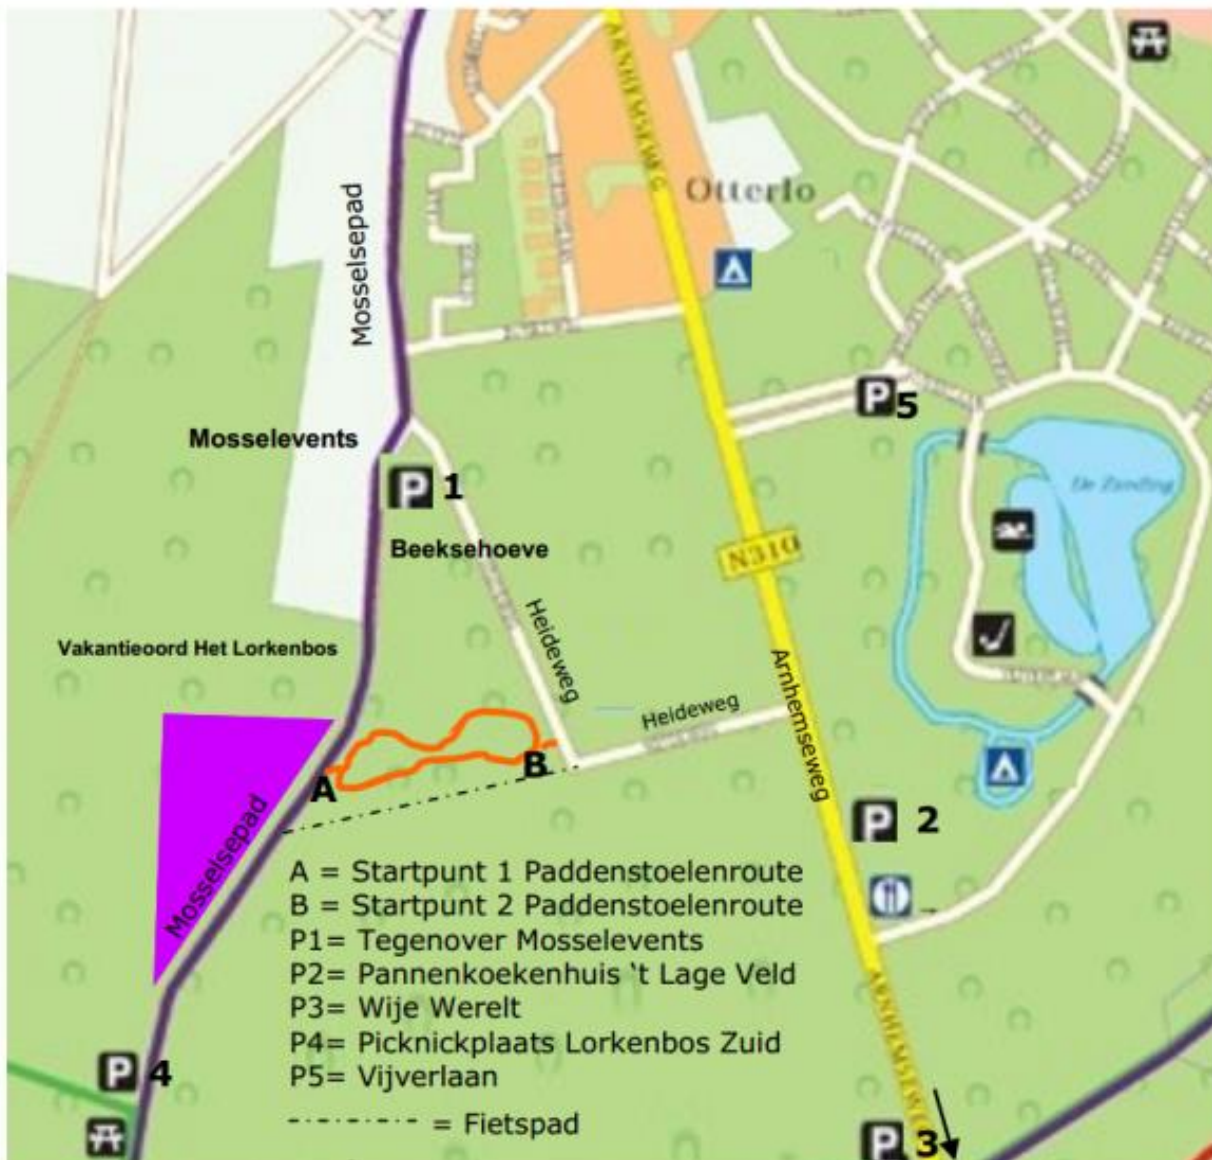 ARNHEMSEWEG
Otterlo
Mosselsepad
P 5
Mosselevents
P 1
De Zanding
Beeksehoeve
N310
Heideweg
Vakantieoord Het Lorkenbos
Arnhemseweg
Heideweg
B
A
Mosselsepad
P 2
A = Startpunt 1 Paddenstoelenroute
B = Startpunt 2 Paddenstoelenroute
P1= Tegenover Mosselevents
P2= Pannenkoekenhuis ‘t Lage Veld
P3= Wije Werelt
P4= Picknickplaats Lorkenbos Zuid
P5= Vijverlaan
= Fietspad
ARNHEMSEWEG
P 4
P 3